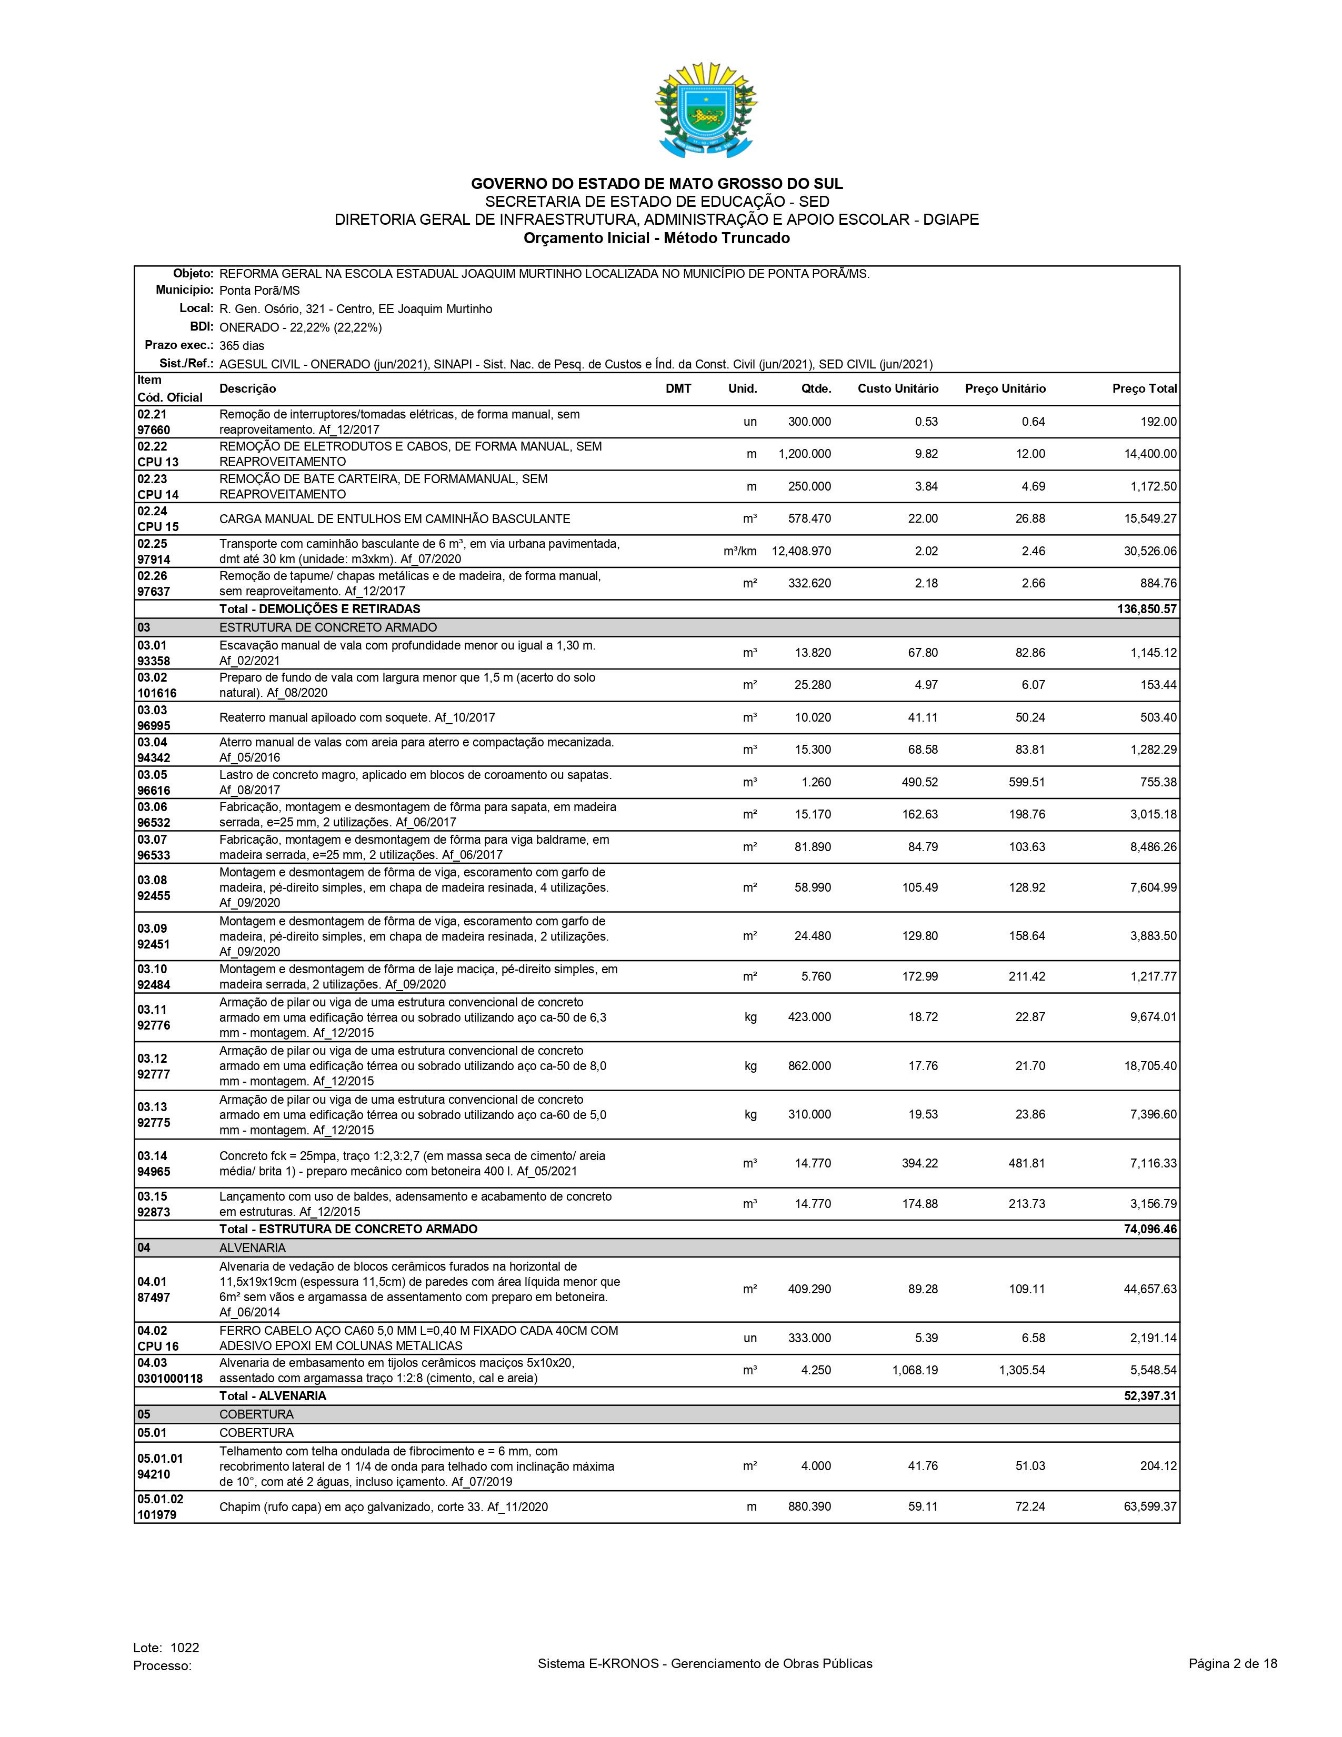 GOVERNO DO ESTADO DE MATO GROSSO DO SUL
SECRETARIA DE ESTADO DE EDUCAÇÃO - SED
DIRETORIA GERAL DE INFRAESTRUTURA, ADMINISTRAÇÃO E APOIO ESCOLAR - DGIAPE
Orçamento Inicial - Método Truncado
Objeto: REFORMA GERAL NA ESCOLA ESTADUAL JOAQUIM MURTINHO LOCALIZADA NO MUNICÍPIO DE PONTA PORÃ/MS.
Municipio: Ponta Porã/MS
Local: R. Gen. Osório, 321 - Centro, EE Joaquim Murtinho
BDI: ONERADO - 22,22% (22,22%)
Prazo exec.: 365 dias
Sist./Ref.: AGESUL CIVIL - ONERADO (jun/2021), SINAPI - Sist. Nac. de Pesq. de Custos e Índ. da Const. Civil (jun/2021), SED CIVIL (jun/2021)
Item
Cód. Oficial Descrição DMT Unid. Qtde. Custo Unitário Preço Unitário Preço Total
02.21 Remoção de interruptores/tomadas elétricas, de forma manual, sem
97660 reaproveitamento. Af_12/2017 un 300.000 0.53 0.64 192.00
02.22 REMOÇÃO DE ELETRODUTOS E CABOS, DE FORMA MANUAL, SEM
CPU 13 REAPROVEITAMENTO m 1,200.000 9.82 12.00 14,400.00
02.23 REMOÇÃO DE BATE CARTEIRA, DE FORMAMANUAL, SEM
CPU 14 REAPROVEITAMENTO m 250.000 3.84 4.69 1,172.50
02.24
CPU 15 CARGA MANUAL DE ENTULHOS EM CAMINHÃO BASCULANTE m³ 578.470 22.00 26.88 15,549.27
02.25 Transporte com caminhão basculante de 6 m³, em via urbana pavimentada,
97914 dmt até 30 km (unidade: m3xkm). Af_07/2020 m³/km 12,408.970 2.02 2.46 30,526.06
02.26 Remoção de tapume/ chapas metálicas e de madeira, de forma manual,
97637 sem reaproveitamento. Af_12/2017 m² 332.620 2.18 2.66 884.76
Total - DEMOLIÇÕES E RETIRADAS 136,850.57
03 ESTRUTURA DE CONCRETO ARMADO
03.01 Escavação manual de vala com profundidade menor ou igual a 1,30 m.
93358 Af_02/2021 m³ 13.820 67.80 82.86 1,145.12
03.02 Preparo de fundo de vala com largura menor que 1,5 m (acerto do solo
101616 natural). Af_08/2020 m² 25.280 4.97 6.07 153.44
03.03
96995 Reaterro manual apiloado com soquete. Af_10/2017 m³ 10.020 41.11 50.24 503.40
03.04 Aterro manual de valas com areia para aterro e compactação mecanizada.
94342 Af_05/2016 m³ 15.300 68.58 83.81 1,282.29
03.05 Lastro de concreto magro, aplicado em blocos de coroamento ou sapatas.
96616 Af_08/2017 m³ 1.260 490.52 599.51 755.38
03.06 Fabricação, montagem e desmontagem de fôrma para sapata, em madeira
96532 serrada, e=25 mm, 2 utilizações. Af_06/2017 m² 15.170 162.63 198.76 3,015.18
03.07 Fabricação, montagem e desmontagem de fôrma para viga baldrame, em
96533 madeira serrada, e=25 mm, 2 utilizações. Af_06/2017 m² 81.890 84.79 103.63 8,486.26
Montagem e desmontagem de fôrma de viga, escoramento com garfo de
03.08 madeira, pé-direito simples, em chapa de madeira resinada, 4 utilizações. m² 58.990 105.49 128.92 7,604.99
92455 Af_09/2020
Montagem e desmontagem de fôrma de viga, escoramento com garfo de
03.09 madeira, pé-direito simples, em chapa de madeira resinada, 2 utilizações. m² 24.480 129.80 158.64 3,883.50
92451 Af_09/2020
03.10 Montagem e desmontagem de fôrma de laje maciça, pé-direito simples, em
92484 madeira serrada, 2 utilizações. Af_09/2020 m² 5.760 172.99 211.42 1,217.77
Armação de pilar ou viga de uma estrutura convencional de concreto
03.11 armado em uma edificação térrea ou sobrado utilizando aço ca-50 de 6,3 kg 423.000 18.72 22.87 9,674.01
92776 mm - montagem. Af_12/2015
Armação de pilar ou viga de uma estrutura convencional de concreto
03.12 armado em uma edificação térrea ou sobrado utilizando aço ca-50 de 8,0 kg 862.000 17.76 21.70 18,705.40
92777 mm - montagem. Af_12/2015
Armação de pilar ou viga de uma estrutura convencional de concreto
03.13 armado em uma edificação térrea ou sobrado utilizando aço ca-60 de 5,0 kg 310.000 19.53 23.86 7,396.60
92775 mm - montagem. Af_12/2015
03.14 Concreto fck = 25mpa, traço 1:2,3:2,7 (em massa seca de cimento/ areia
94965 média/ brita 1) - preparo mecânico com betoneira 400 l. Af_05/2021 m³ 14.770 394.22 481.81 7,116.33
03.15 Lançamento com uso de baldes, adensamento e acabamento de concreto
92873 em estruturas. Af_12/2015 m³ 14.770 174.88 213.73 3,156.79
Total - ESTRUTURA DE CONCRETO ARMADO 74,096.46
04 ALVENARIA
Alvenaria de vedação de blocos cerâmicos furados na horizontal de
04.01 11,5x19x19cm (espessura 11,5cm) de paredes com área líquida menor que
87497 6m² sem vãos e argamassa de assentamento com preparo em betoneira. m² 409.290 89.28 109.11 44,657.63
Af_06/2014
04.02 FERRO CABELO AÇO CA60 5,0 MM L=0,40 M FIXADO CADA 40CM COM
CPU 16 ADESIVO EPOXI EM COLUNAS METALICAS un 333.000 5.39 6.58 2,191.14
04.03 Alvenaria de embasamento em tijolos cerâmicos maciços 5x10x20,
0301000118 assentado com argamassa traço 1:2:8 (cimento, cal e areia) m³ 4.250 1,068.19 1,305.54 5,548.54
Total - ALVENARIA 52,397.31
05 COBERTURA
05.01 COBERTURA
Telhamento com telha ondulada de fibrocimento e = 6 mm, com
05.01.01 recobrimento lateral de 1 1/4 de onda para telhado com inclinação máxima m² 4.000 41.76 51.03 204.12
94210 de 10°, com até 2 águas, incluso içamento. Af_07/2019
05.01.02
101979 Chapim (rufo capa) em aço galvanizado, corte 33. Af_11/2020 m 880.390 59.11 72.24 63,599.37
Lote: 1022
Processo: Sistema E-KRONOS - Gerenciamento de Obras Públicas Página 2 de 18